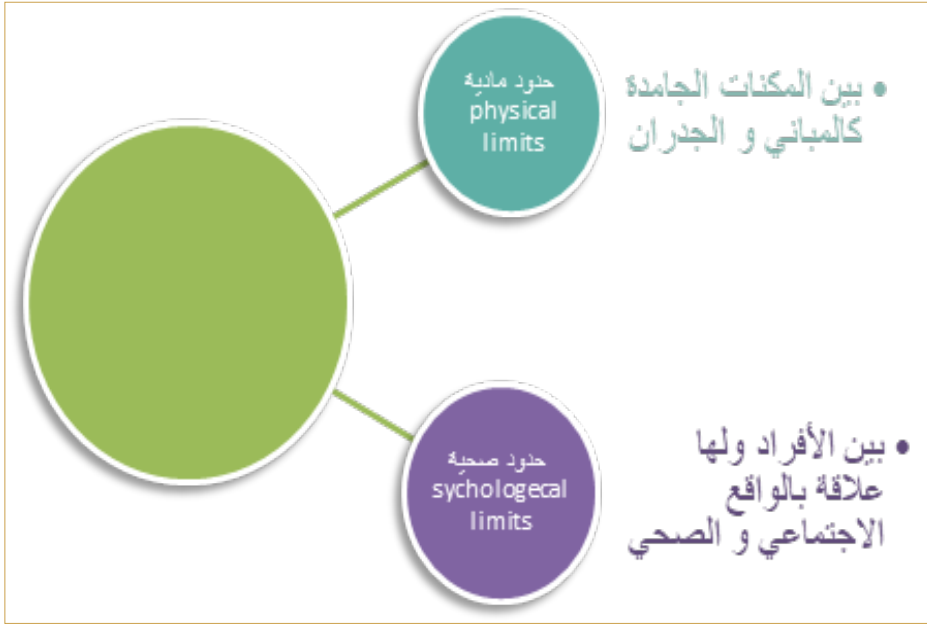 حدود مادية
physical
limits
• بين المكنات الجامدة
كالمباني و الجدران
حدود صحية
sychologecal
limits
• بين الأفراد ولها
علاقة بالواقع
الاجتماعي و الصحي